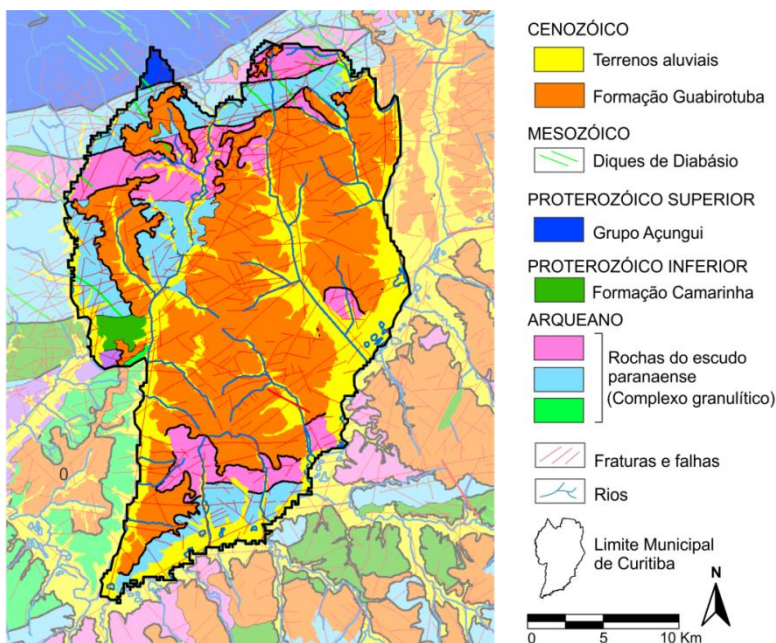 CENOZÓICO
Terrenos aluviais
Formação Guabirotuba
MESOZÓICO
Diques de Diabásio
PROTEROZÓICO SUPERIOR
Grupo Açungui
PROTEROZÓICO INFERIOR
Formação Camarinha
ARQUEANO
Rochas do escudo
paranaense
(Complexo granulítico)
Fraturas e falhas
Rios
Limite Municipal
de Curitiba
N
0 5 10 Km
0